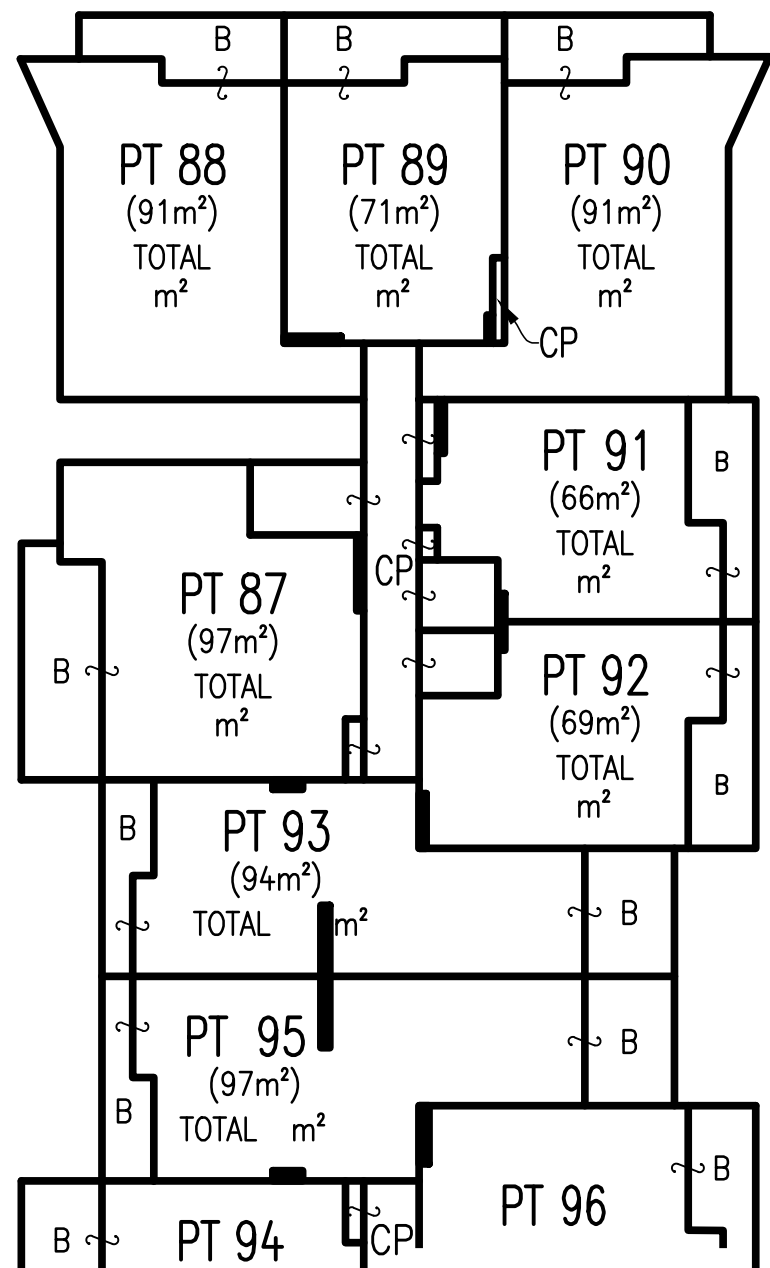 B B B
PT 88
(91m²)
TOTAL
m²
PT 89
(71m²)
TOTAL
m²
PT 90
(91m²)
TOTAL
m²
CP
PT 91
(66m²)
TOTAL
m²
B
CP
PT 87
(97m²)
TOTAL
m²
B
PT 92
(69m²)
TOTAL
m²
B
B
PT 93
(94m²)
TOTAL m²
B
PT 95
(97m²)
TOTAL m²
B
B
PT 96
B
B
PT 94
CP